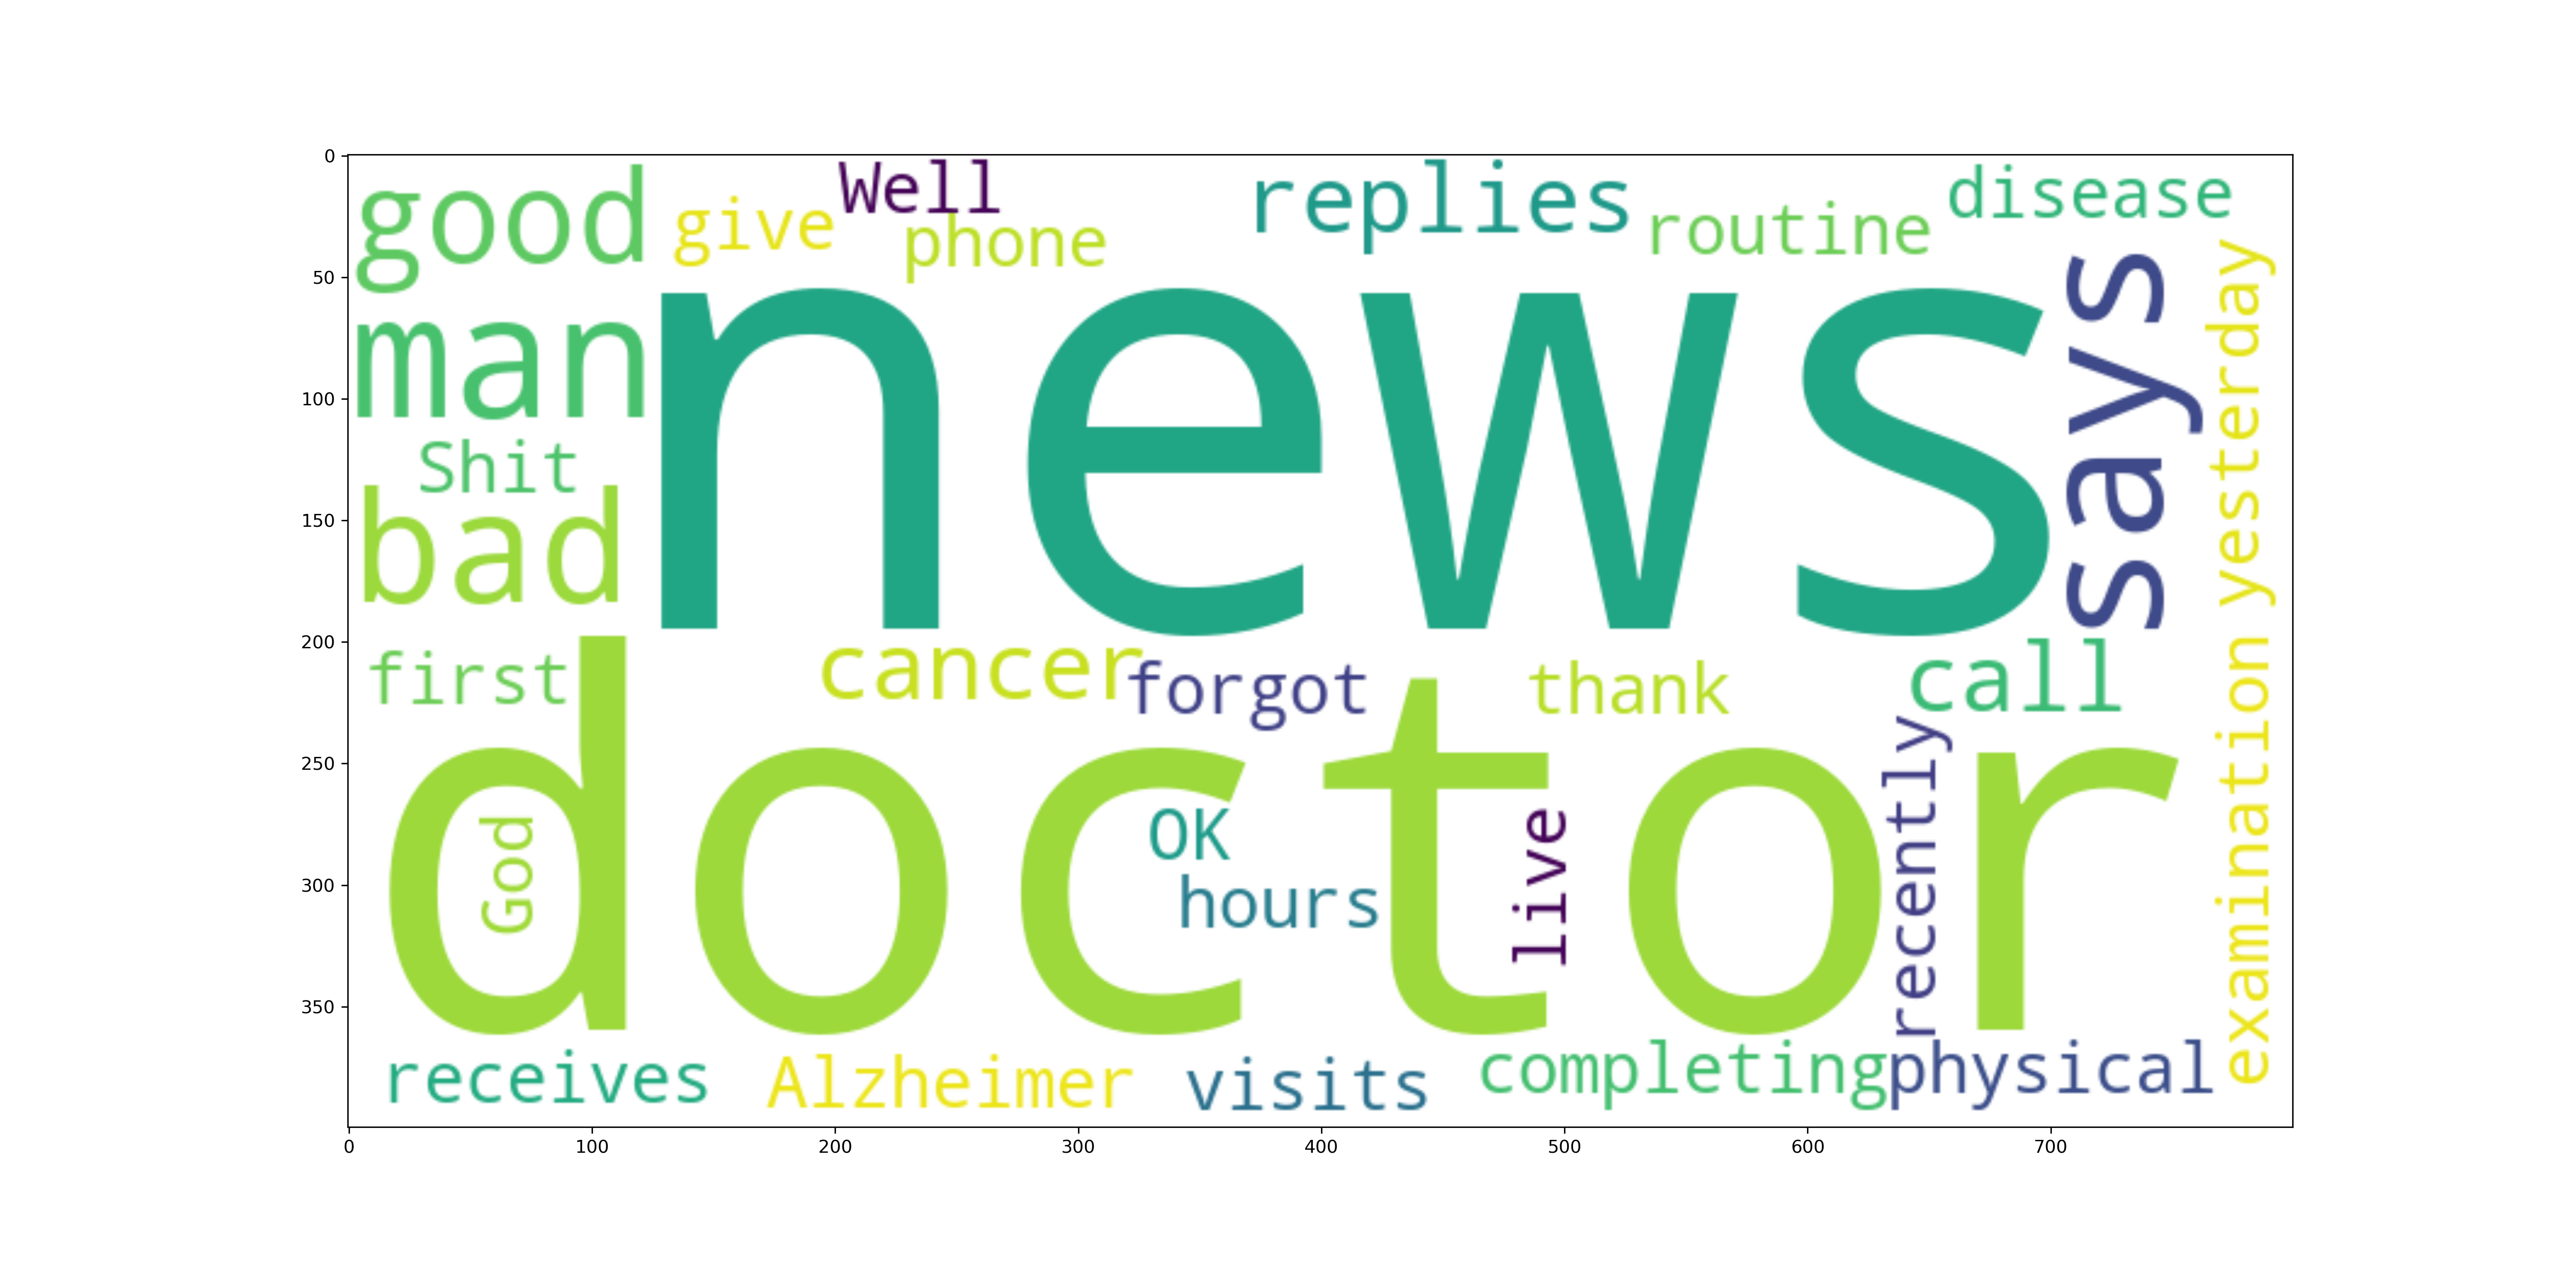 0
50
100
150
200
250
300
350
0 100 200 300 400 500 600 700
good give Well phone replies routine disease
man news says yesterday
Shit
bad
first cancer forgot thank call
doctor recently examination
God OK live
hours
receives Alzheimer visits completing physical